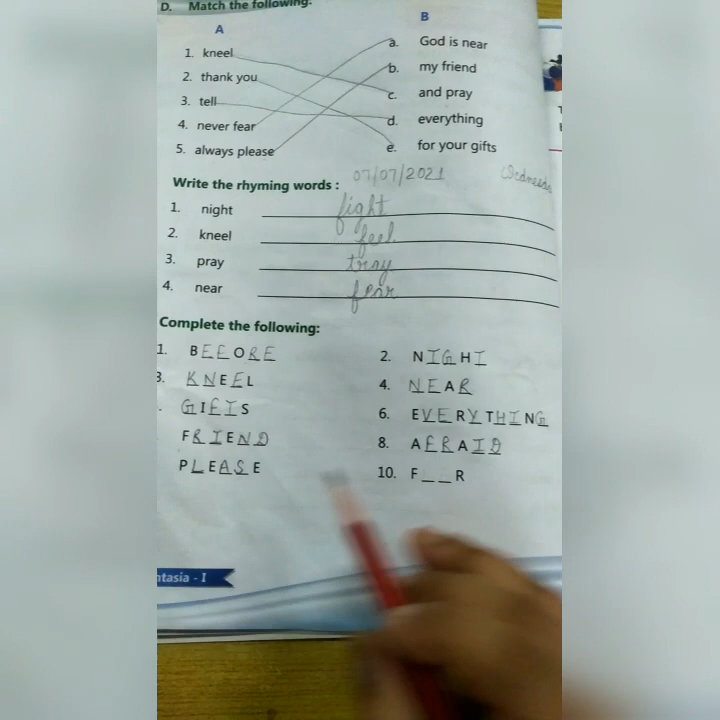 D. Match the following:
A B
1. kneel a. God is near
2. thank you b. my friend
3. tell c. and pray
4. never fear d. everything
5. always please e. for your gifts
Write the rhyming words : 07/07/2021
1. night fight
2. kneel feel
3. pray tray
4. near fear
Complete the following:
1. BEFORE 2. NIGHT
3. KNEEL 4. NEAR
GIFTS 6. EVERYTHING
FRIEND 8. AFRAID
PLEASE 10. F__R
tasia - I